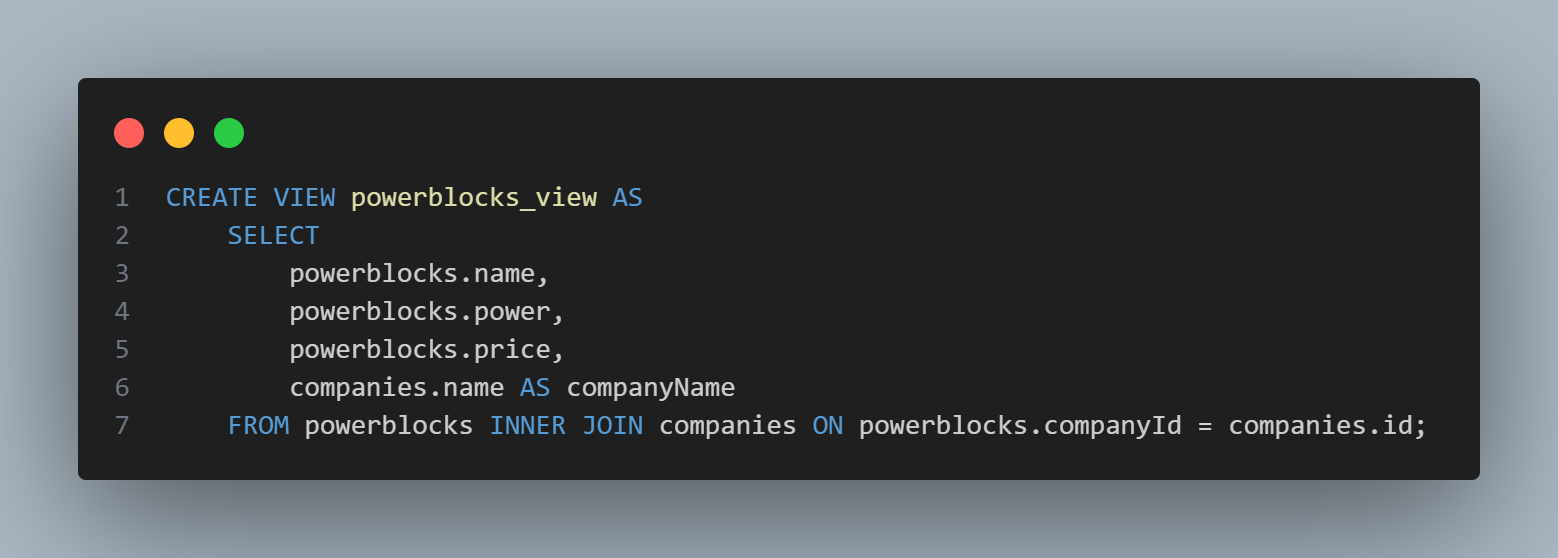 1 CREATE VIEW powerblocks_view AS
2     SELECT
3         powerblocks.name,
4         powerblocks.power,
5         powerblocks.price,
6         companies.name AS companyName
7     FROM powerblocks INNER JOIN companies ON powerblocks.companyId = companies.id;